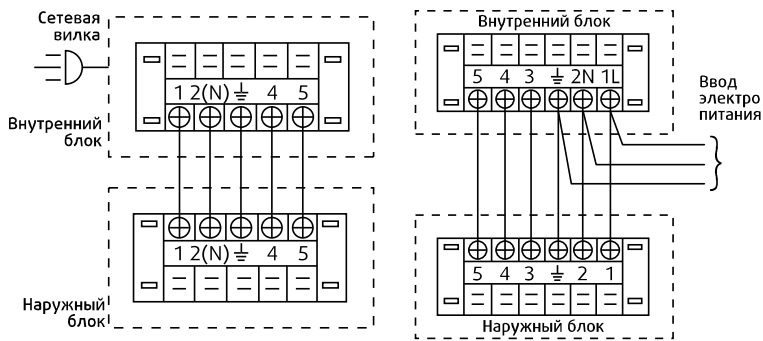 Сетевая
вилка
1 2(N) ⏚ 4 5
Внутренний
блок
1 2(N) ⏚ 4 5
Наружный
блок
Внутренний блок
5 4 3 ⏚ 2N 1L
Ввод
электро
питания
5 4 3 ⏚ 2 1
Наружный блок